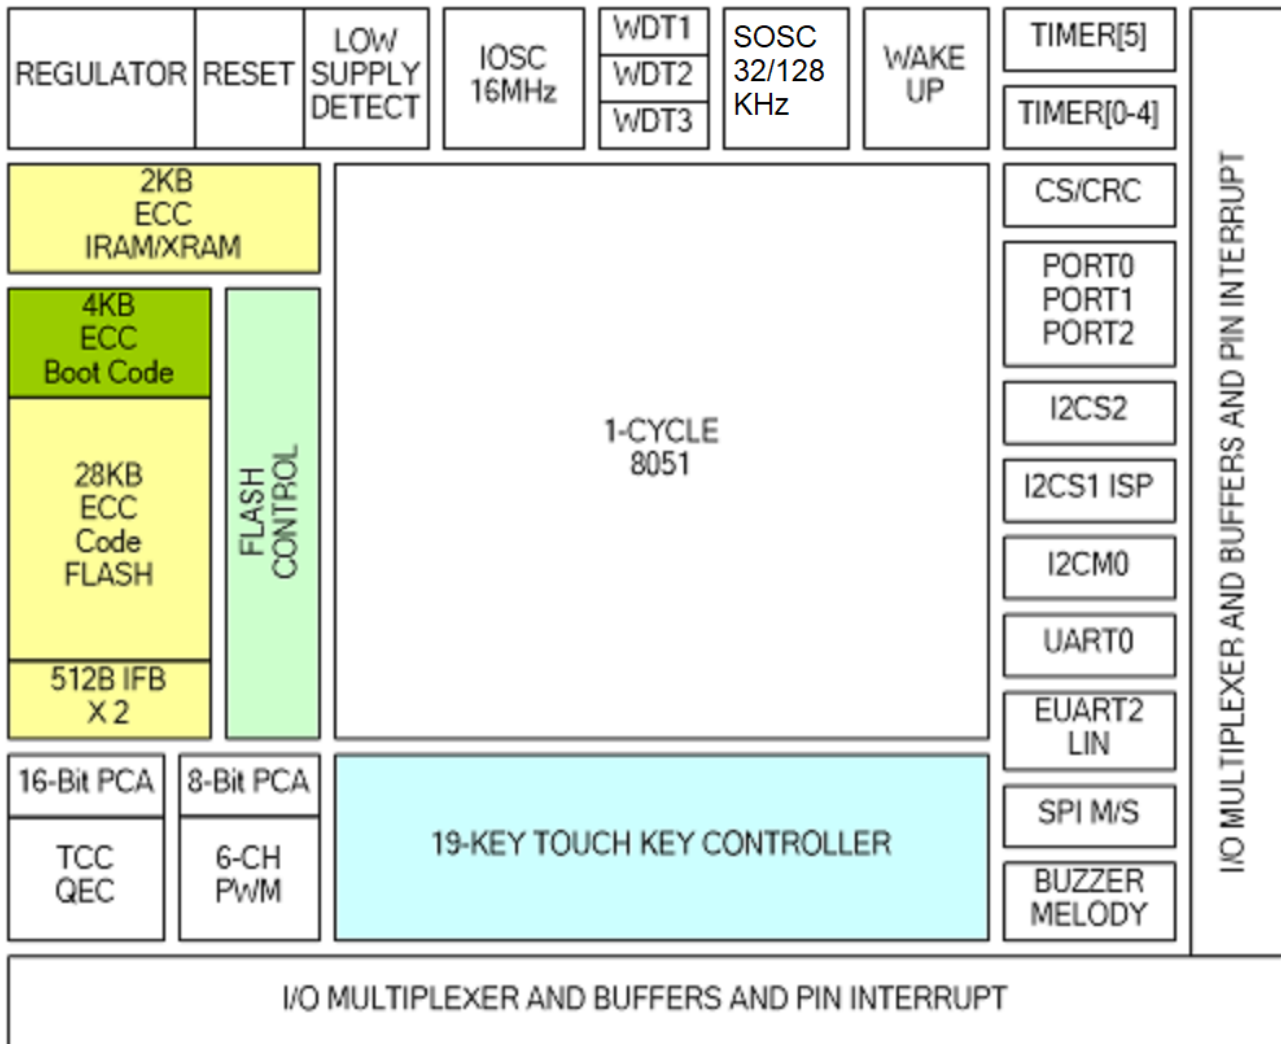 REGULATOR
RESET
LOW
SUPPLY
DETECT
IOSC
16MHz
WDT1
WDT2
WDT3
SOSC
32/128
KHz
WAKE
UP
TIMER[5]
TIMER[0-4]
2KB
ECC
IRAM/XRAM
4KB
ECC
Boot Code
28KB
ECC
Code
FLASH
512B IFB
X 2
FLASH
CONTROL
1-CYCLE
8051
CS/CRC
PORT0
PORT1
PORT2
I2CS2
I2CS1 ISP
I2CM0
UART0
EUART2
LIN
SPI M/S
BUZZER
MELODY
16-Bit PCA
TCC
QEC
8-Bit PCA
6-CH
PWM
19-KEY TOUCH KEY CONTROLLER
I/O MULTIPLEXER AND BUFFERS AND PIN INTERRUPT
I/O MULTIPLEXER AND BUFFERS AND PIN INTERRUPT